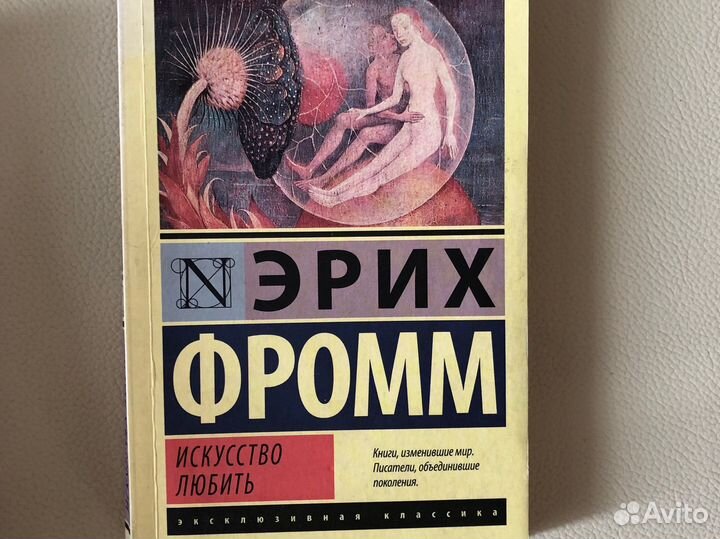 N ЭРИХ
ФРОММ
ИСКУССТВО
ЛЮБИТЬ
Книги, изменившие мир.
Писатели, объединившие
поколения.
эксклюзивная классика
Avito